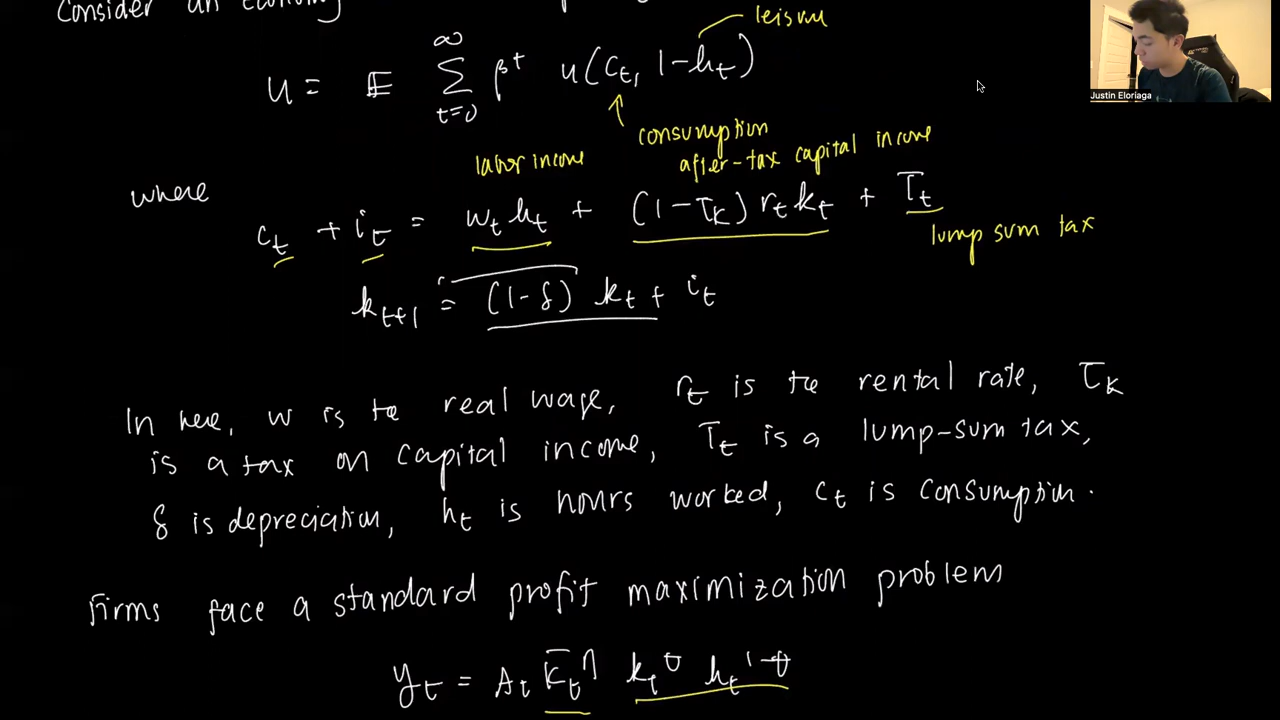 Consider an
leisure
U = E ∞ ∑ t=0 β^t u(c_t, 1-h_t)
consumption
labor income
after-tax capital income
where
c_t + i_t = w_t h_t + (1-τ_K) r_t k_t + T_t
lump sum tax
k_{t+1} = (1-δ) k_t + i_t
In here, w is the real wage, r_t is the rental rate, τ_K
is a tax on capital income, T_t is a lump-sum tax,
δ is depreciation, h_t is hours worked, c_t is consumption.
Firms face a standard profit maximization problem
y_t = A_t K̄_t^η k_t^θ h_t^{1-θ}
Justin Eloriaga